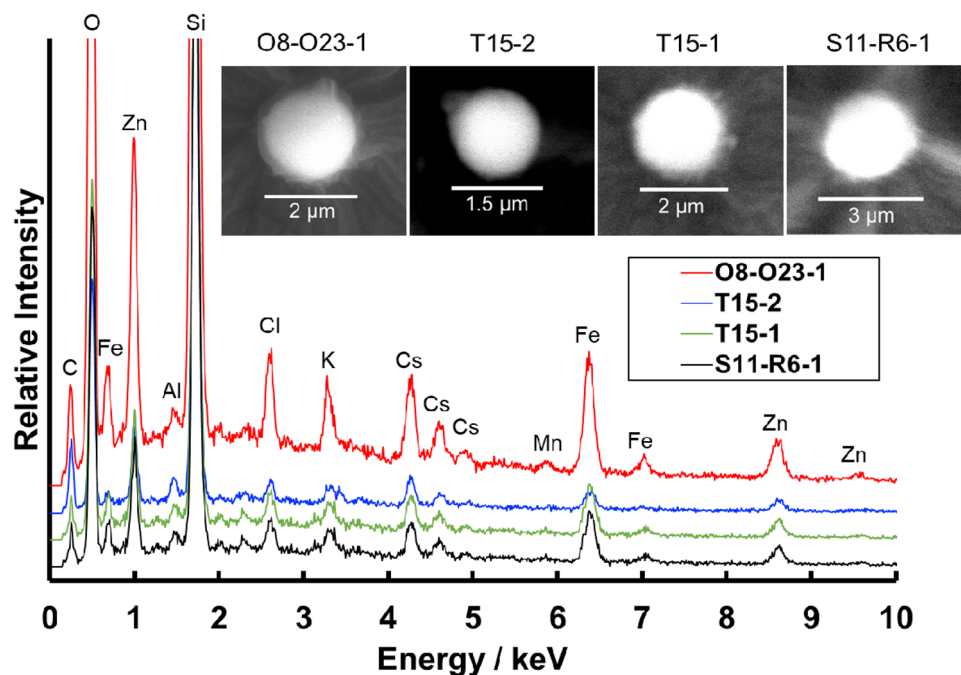 O
Si
O8-O23-1
T15-2
T15-1
S11-R6-1
Zn
2 µm
1.5 µm
2 µm
3 µm
Relative Intensity
O8-O23-1
T15-2
T15-1
S11-R6-1
C
Fe
Al
Cl
K
Cs
Cs
Cs
Mn
Fe
Fe
Zn
Zn
0 1 2 3 4 5 6 7 8 9 10
Energy / keV